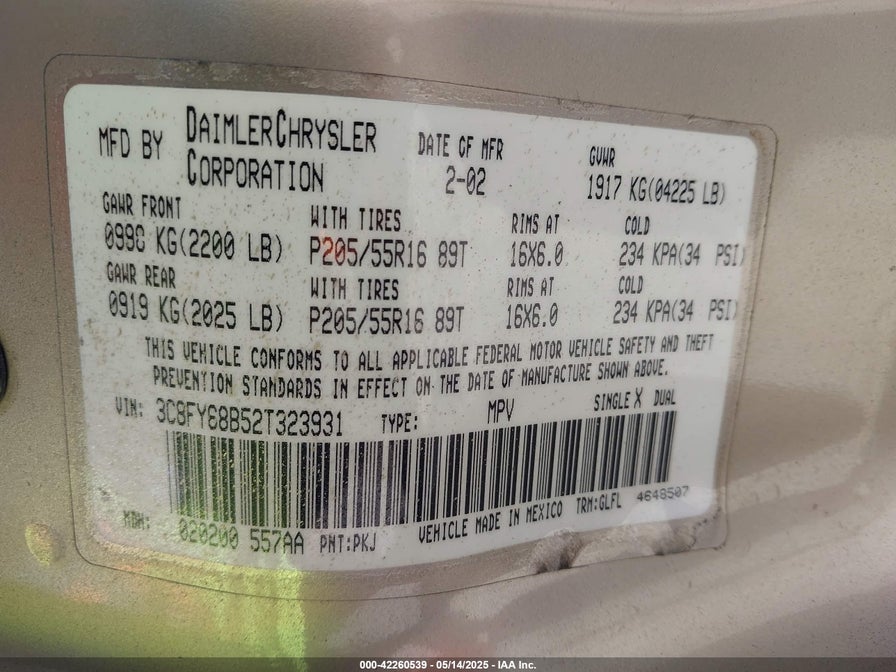 MFD BY DAIMLERCHRYSLER CORPORATION DATE OF MFR 2-02 GVWR 1917 KG(04225 LB)
GAWR FRONT WITH TIRES RIMS AT COLD
0998 KG(2200 LB) P205/55R16 89T 16X6.0 234 KPA(34 PSI)
GAWR REAR WITH TIRES RIMS AT COLD
0919 KG(2025 LB) P205/55R16 89T 16X6.0 234 KPA(34 PSI)
THIS VEHICLE CONFORMS TO ALL APPLICABLE FEDERAL MOTOR VEHICLE SAFETY AND THEFT
PREVENTION STANDARDS IN EFFECT ON THE DATE OF MANUFACTURE SHOWN ABOVE.
VIN: 3C8FY68B52T323931 TYPE: MPV SINGLE X DUAL
MDH: 020200 557AA PNT:PKJ VEHICLE MADE IN MEXICO TRM:GLFL 4648507
000-42260539 - 05/14/2025 - IAA Inc.